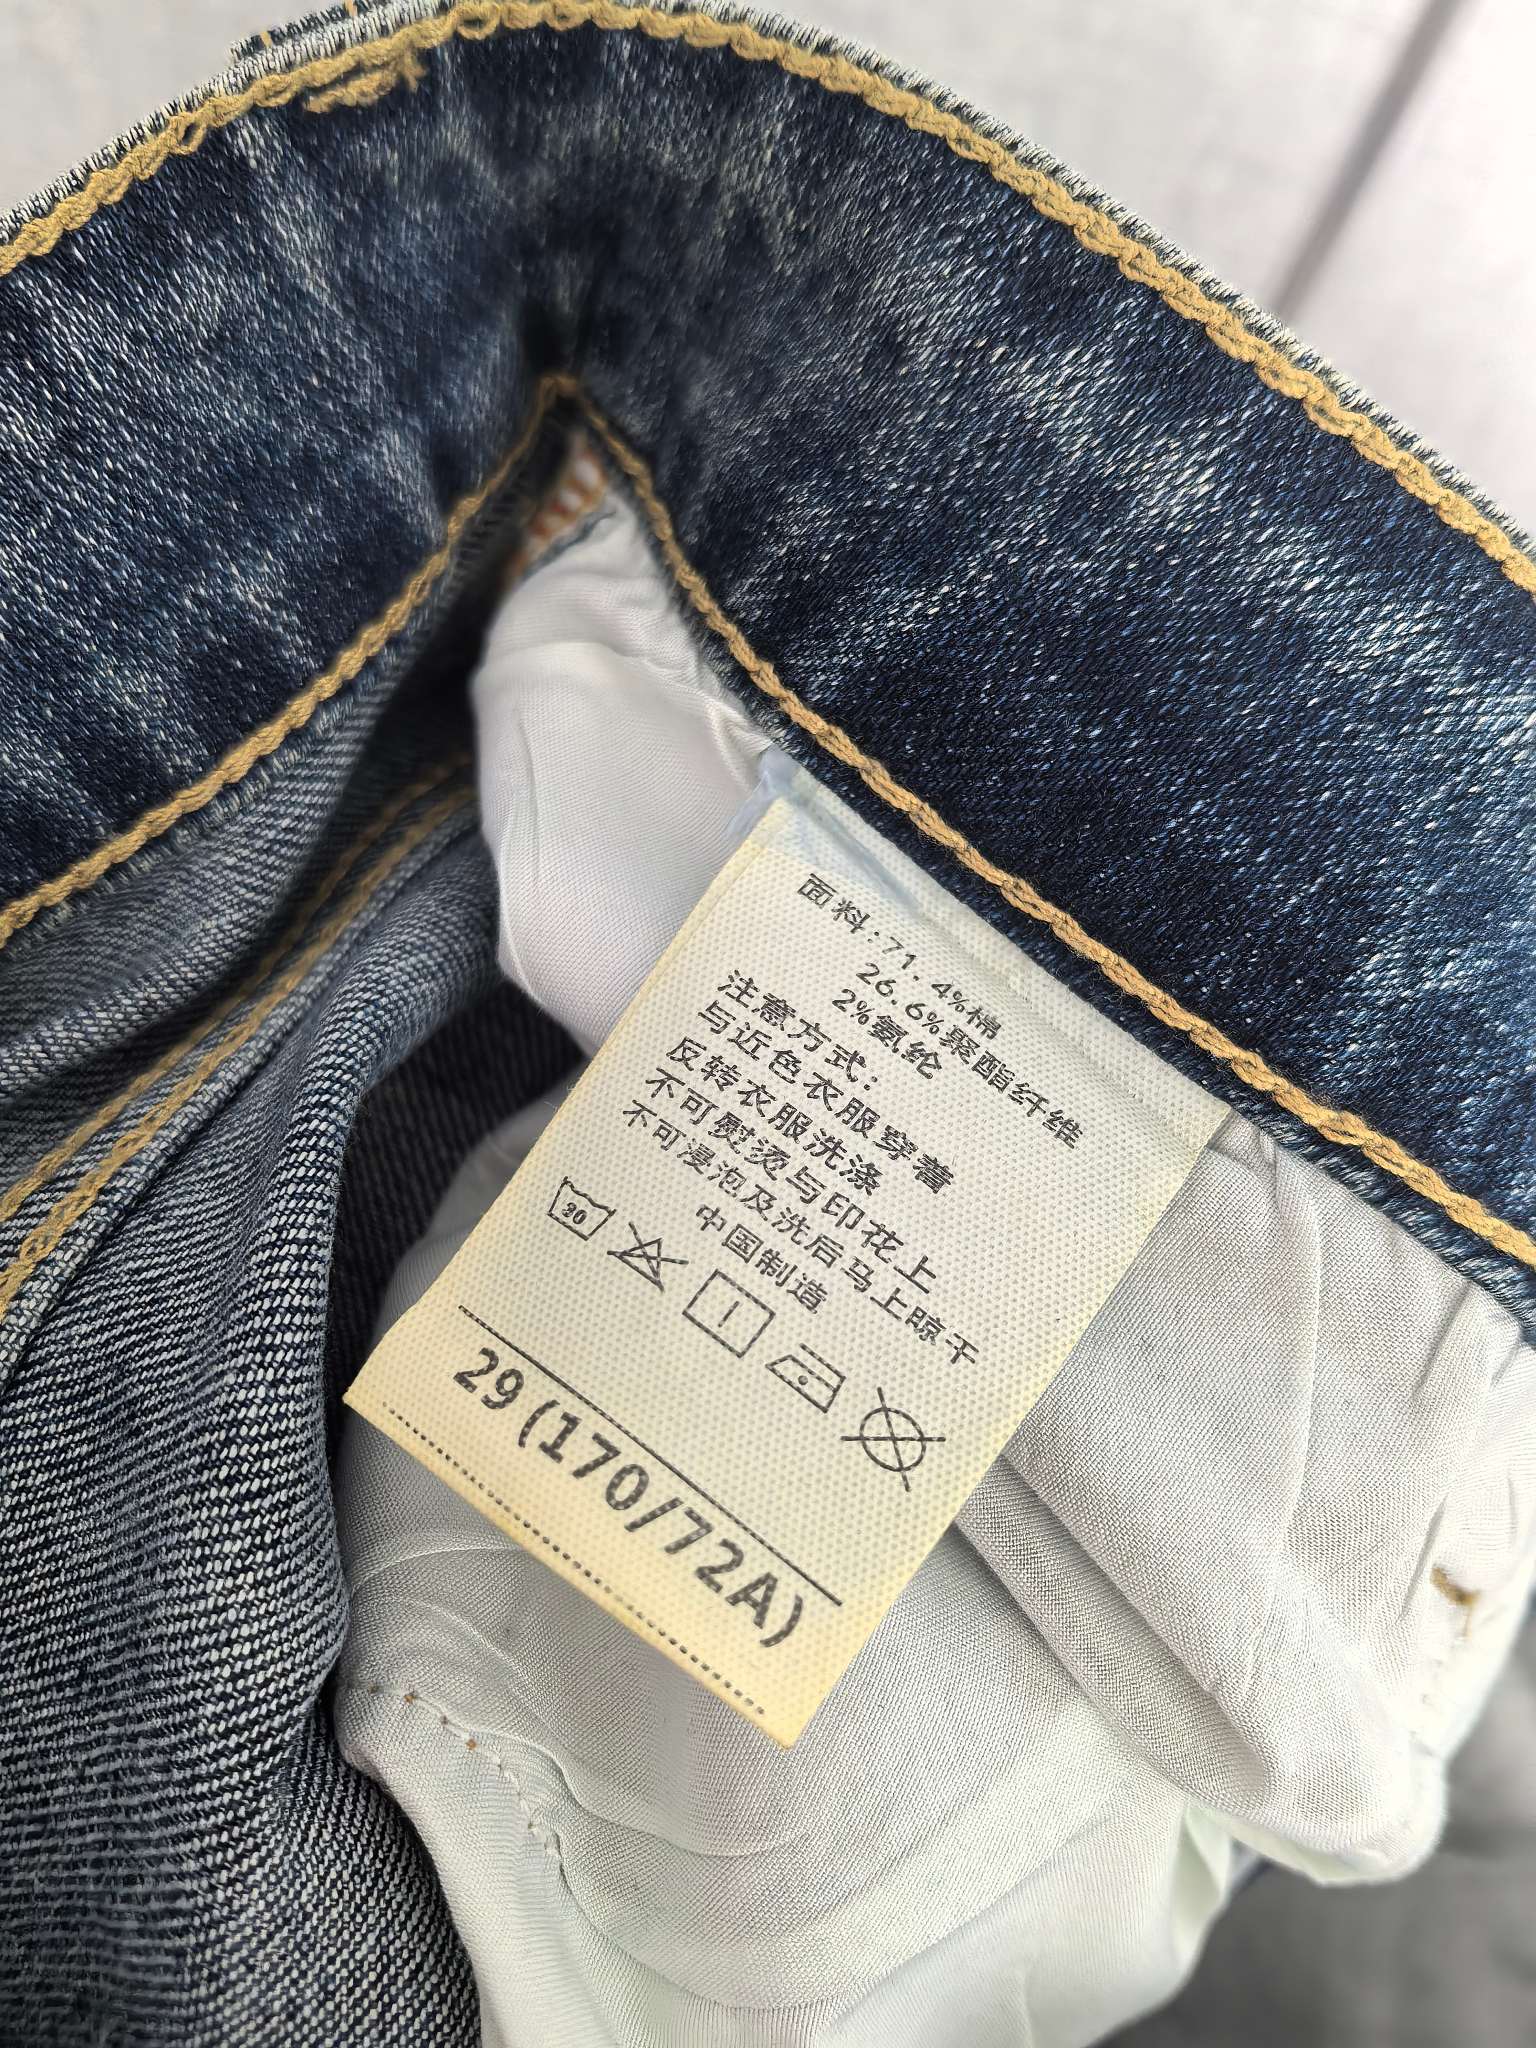 面料:71.4%棉
26.6%聚酯纤维
2%氨纶
注意方式:
与近色衣服穿着
反转衣服洗涤
不可熨烫与印花上
不可浸泡及洗后马上晾干
中国制造
30
29(170/72A)